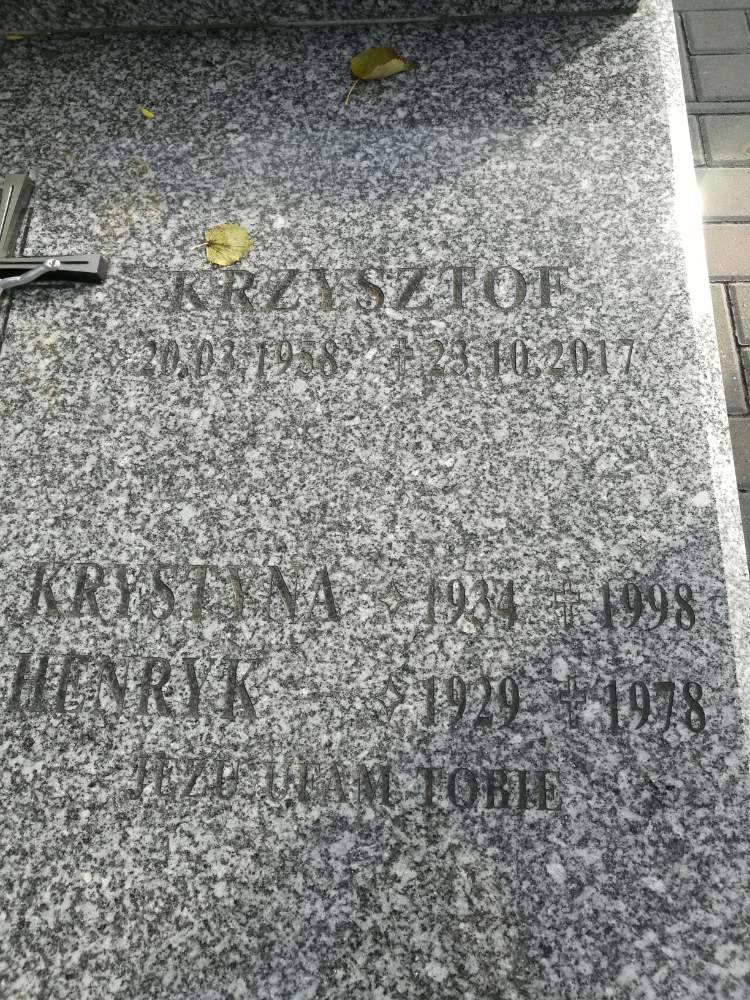 KRZYSZTOF
✧ 20.03.1958 ✝ 23.10.2017
KRYSTYNA ✧ 1934 ✝ 1998
HENRYK ✧ 1929 ✝ 1978
JEZU UFAM TOBIE